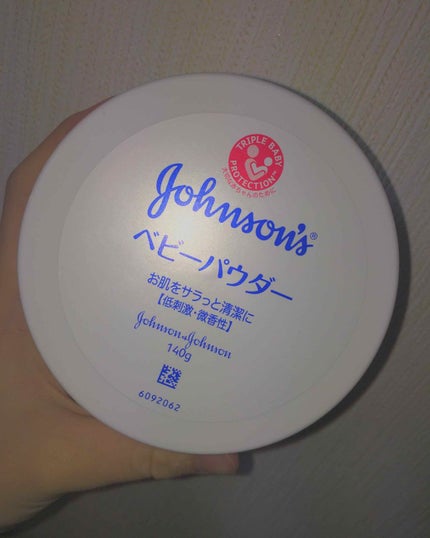 TRIPLE BABY
PROTECTION™
Johnson's®
ベビーパウダー
お肌をサラっと清潔に
【低刺激・微香性】
Johnson & Johnson
140g
6092062